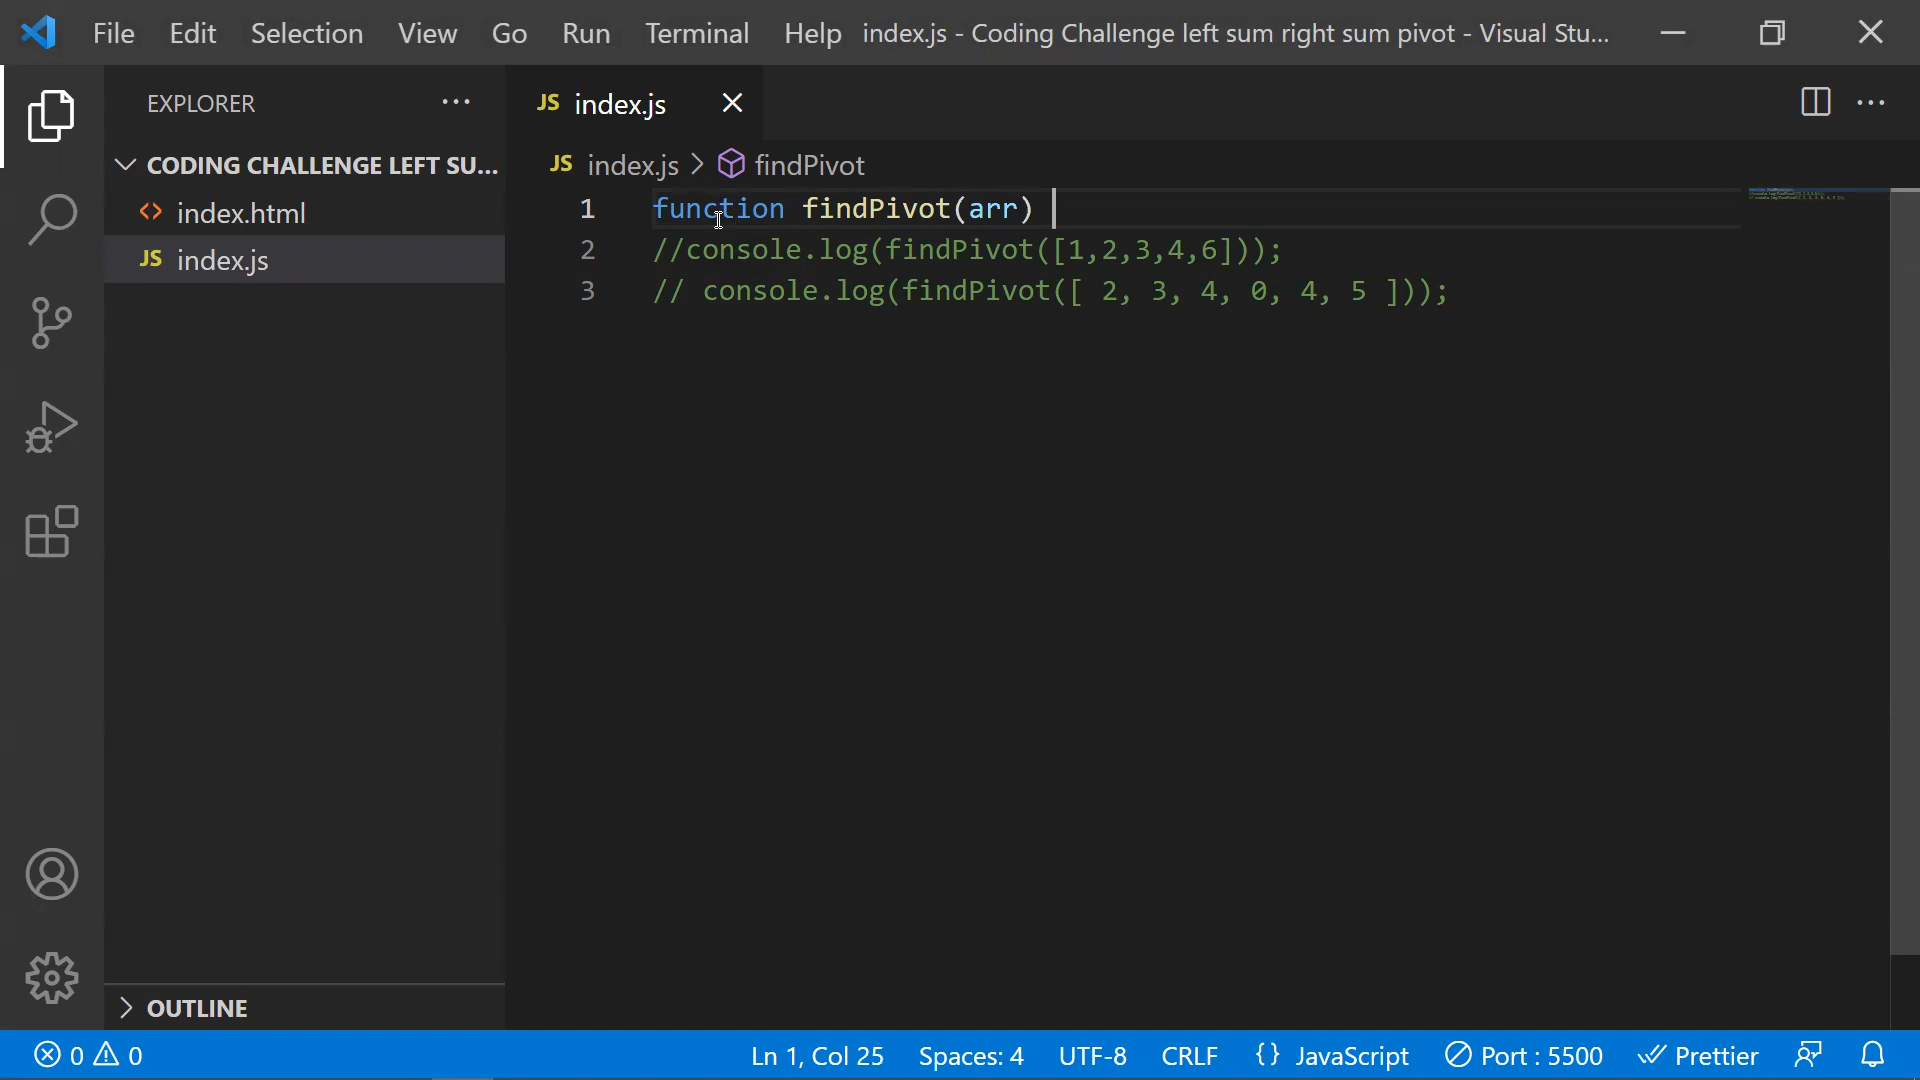 File Edit Selection View Go Run Terminal Help index.js - Coding Challenge left sum right sum pivot - Visual Stu...
EXPLORER ...
CODING CHALLENGE LEFT SU...
<> index.html
JS index.js
OUTLINE
JS index.js
JS index.js > findPivot
1 function findPivot(arr)
2 //console.log(findPivot([1,2,3,4,6]));
3 // console.log(findPivot([ 2, 3, 4, 0, 4, 5 ]));
0 0 Ln 1, Col 25 Spaces: 4 UTF-8 CRLF {} JavaScript Port : 5500 Prettier